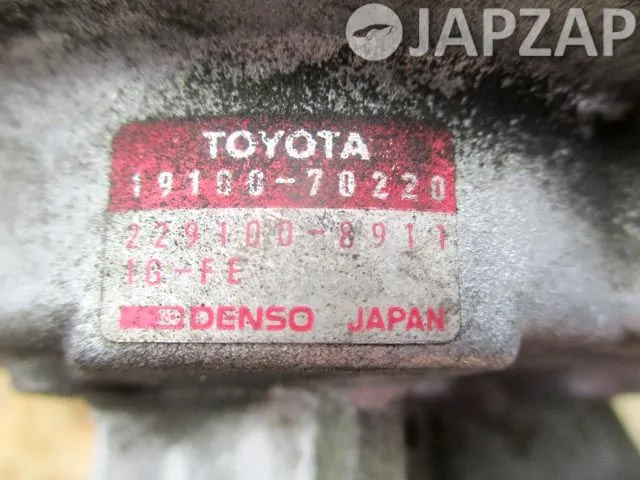 JAPZAP
TOYOTA
19100-70220
229100-8911
1G-FE
DENSO JAPAN